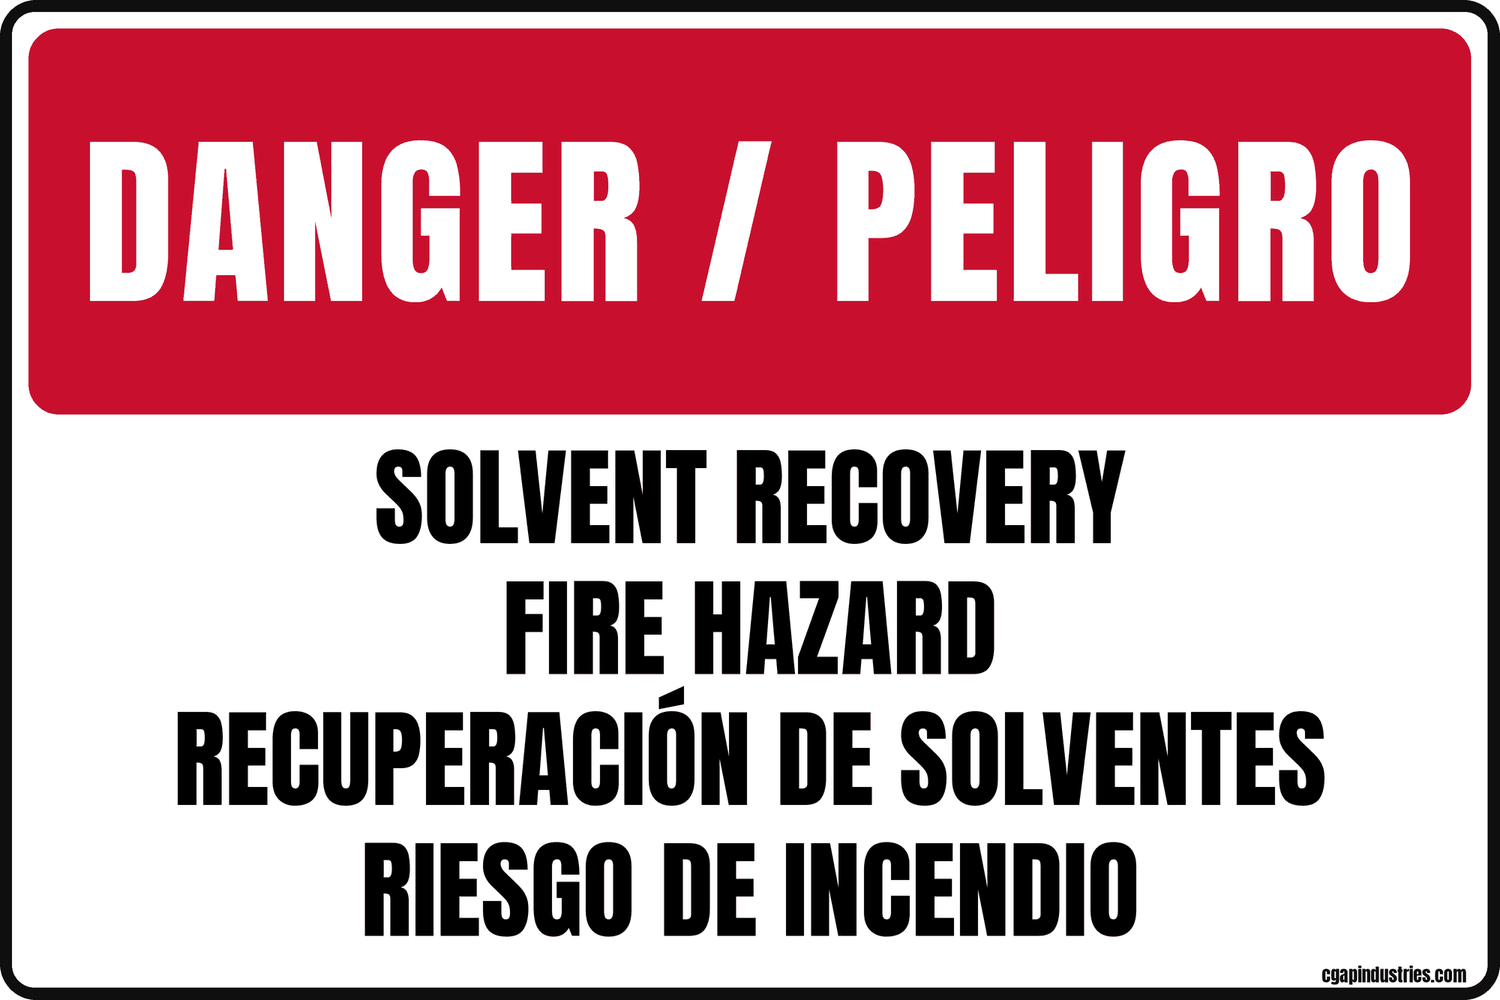 DANGER / PELIGRO
SOLVENT RECOVERY
FIRE HAZARD
RECUPERACIÓN DE SOLVENTES
RIESGO DE INCENDIO
cgapindustries.com